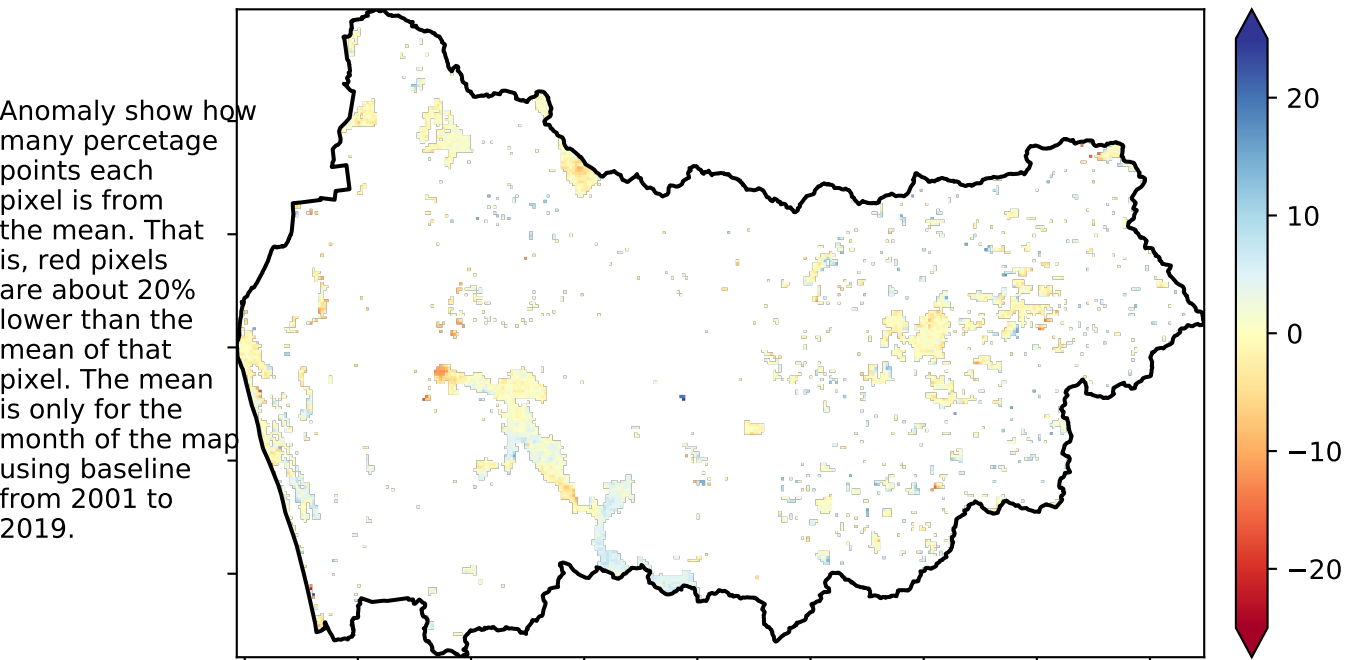 Anomaly show how
many percetage
points each
pixel is from
the mean. That
is, red pixels
are about 20%
lower than the
mean of that
pixel. The mean
is only for the
month of the map
using baseline
from 2001 to
2019.
20
10
0
−10
−20